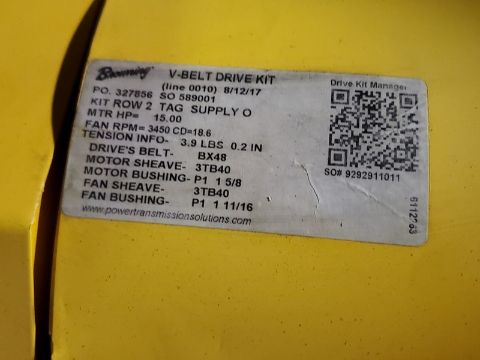 Browning
V-BELT DRIVE KIT
(line 0010) 8/12/17
PO. 327856 SO 589001
KIT ROW 2 TAG SUPPLY O
MTR HP= 15.00
FAN RPM= 3450 CD=18.6
TENSION INFO- 3.9 LBS 0.2 IN
DRIVE'S BELT- BX48
MOTOR SHEAVE- 3TB40
MOTOR BUSHING- P1 1 5/8
FAN SHEAVE- 3TB40
FAN BUSHING- P1 1 11/16
www.powertransmissionsolutions.com
Drive Kit Manager
SO# 9292911011